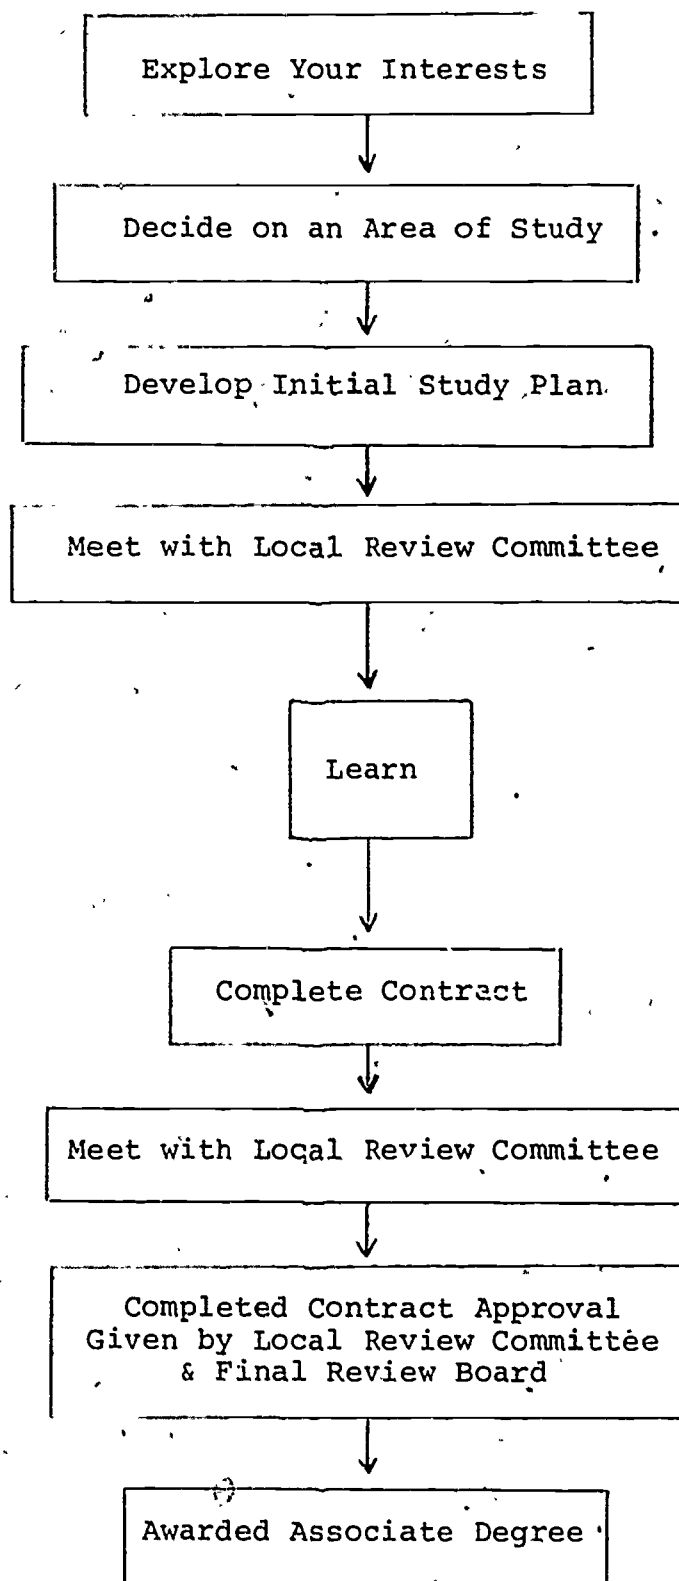 Explore Your Interests
Decide on an Area of Study
Develop Initial Study Plan
Meet with Local Review Committee
Learn
Complete Contract
Meet with Local Review Committee
Completed Contract Approval
Given by Local Review Committee
& Final Review Board
Awarded Associate Degree